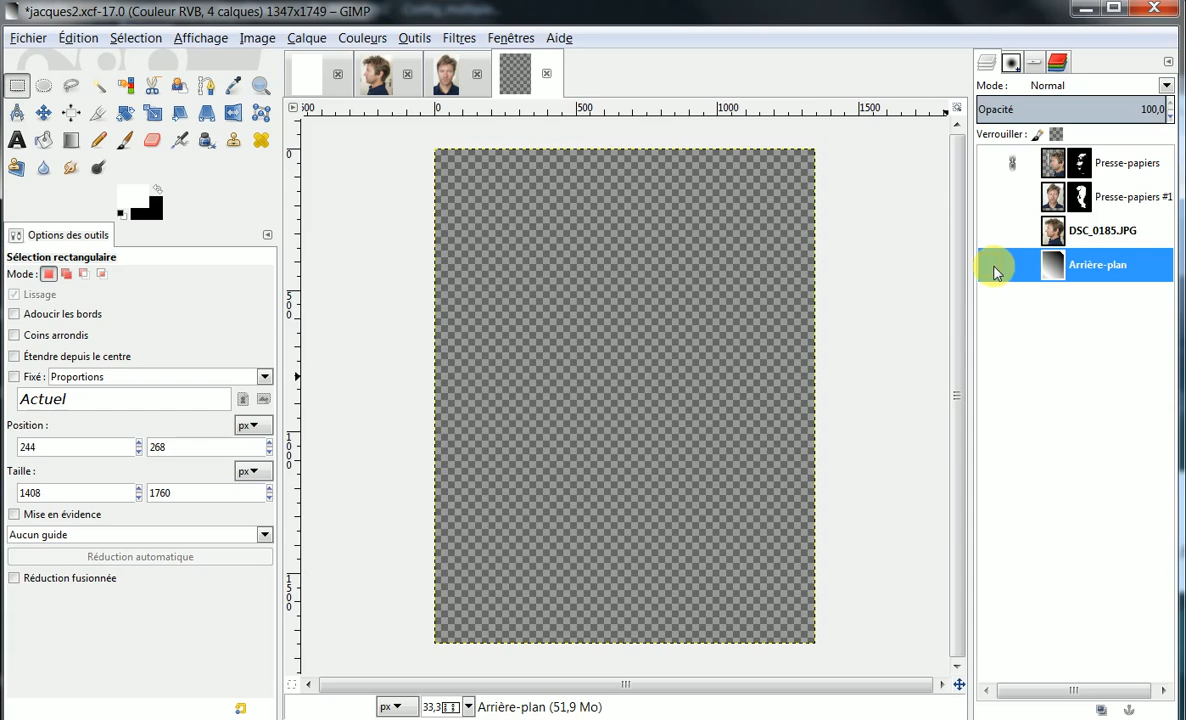 *jacques2.xcf-17.0 (Couleur RVB, 4 calques) 1347x1749 – GIMP
Fichier Édition Sélection Affichage Image Calque Couleurs Outils Filtres Fenêtres Aide
Mode : Normal
Opacité 100,0
Verrouiller :
0 500 1000 1500
0
500
1000
1500
Presse-papiers
Presse-papiers #1
DSC_0185.JPG
Arrière-plan
Options des outils
Sélection rectangulaire
Mode :
Lissage
Adoucir les bords
Coins arrondis
Étendre depuis le centre
Fixé : Proportions
Actuel
Position : px
244 268
Taille : px
1408 1760
Mise en évidence
Aucun guide
Réduction automatique
Réduction fusionnée
px 33,3 Arrière-plan (51,9 Mo)